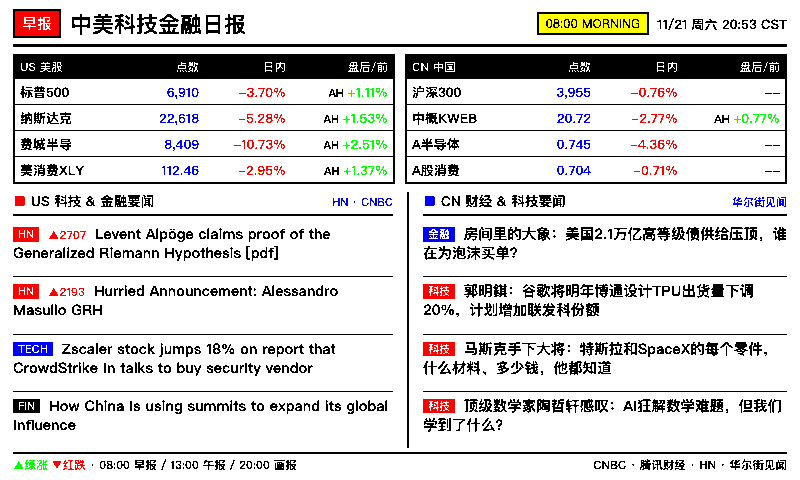 早报 中美科技金融日报 08:00 MORNING 11/21 周六 20:53 CST
US 美股 点数 日内 盘后/前
标普500 6,910 −3.70% AH +1.11%
纳斯达克 22,618 −5.28% AH +1.53%
费城半导 8,409 −10.73% AH +2.51%
美消费XLY 112.46 −2.95% AH +1.37%
CN 中国 点数 日内 盘后/前
沪深300 3,955 −0.76% --
中概KWEB 20.72 −2.77% AH +0.77%
A半导体 0.745 −4.36% --
A股消费 0.704 −0.71% --
US 科技 & 金融要闻 HN · CNBC
HN ▲2707 Levent Alpöge claims proof of the
Generalized Riemann Hypothesis [pdf]
HN ▲2193 Hurried Announcement: Alessandro
Masullo GRH
TECH Zscaler stock jumps 18% on report that
CrowdStrike in talks to buy security vendor
FIN How China is using summits to expand its global
influence
CN 财经 & 科技要闻 华尔街见闻
金融 房间里的大象：美国2.1万亿高等级债供给压顶，谁
在为泡沫买单？
科技 郭明錤：谷歌将明年博通设计TPU出货量下调
20%，计划增加联发科份额
科技 马斯克手下大将：特斯拉和SpaceX的每个零件，
什么材料、多少钱，他都知道
科技 顶级数学家陶哲轩感叹：AI狂解数学难题，但我们
学到了什么？
▲绿涨 ▼红跌 · 08:00 早报 / 13:00 午报 / 20:00 画报
CNBC · 腾讯财经 · HN · 华尔街见闻